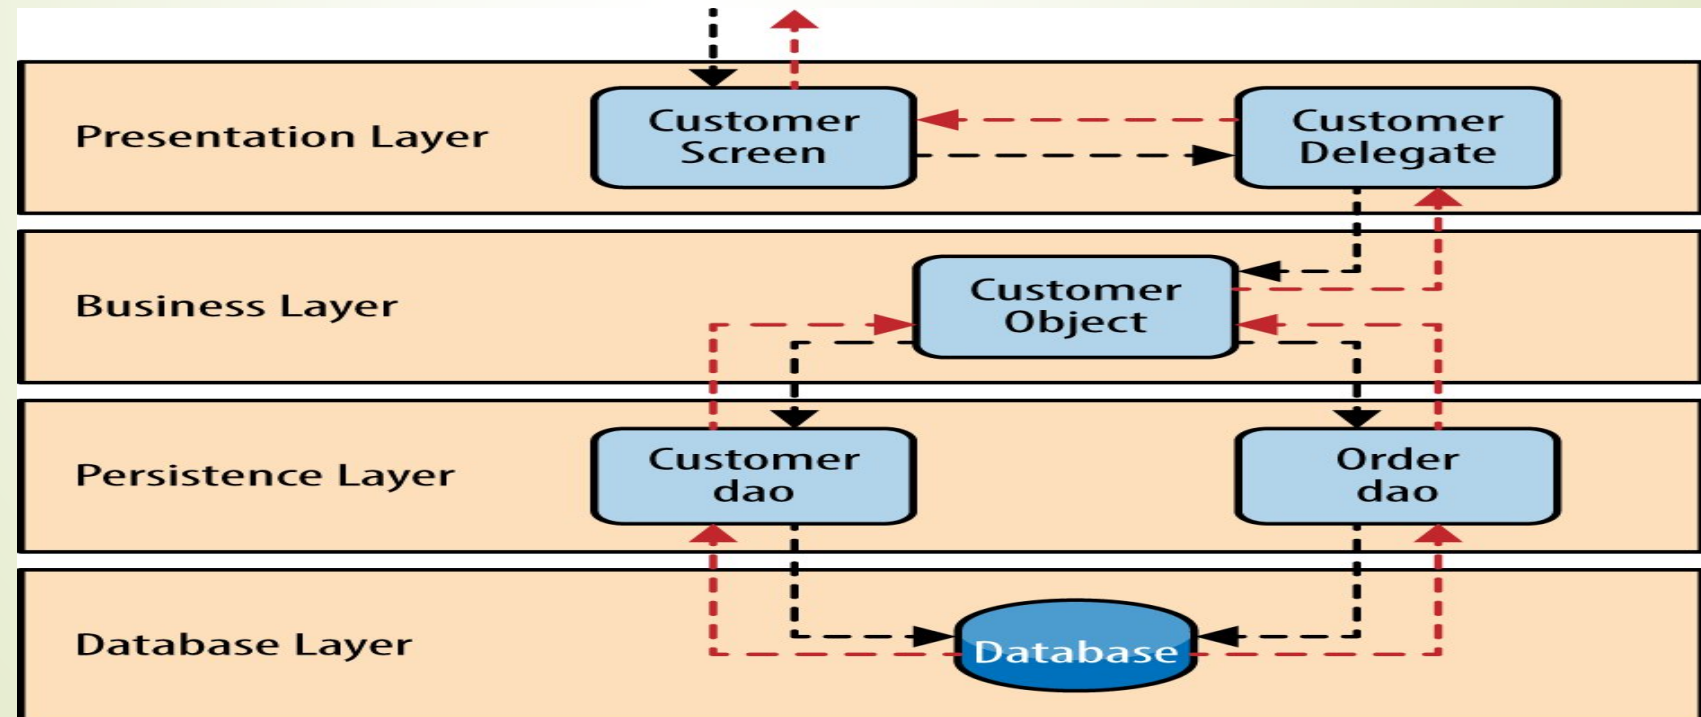 Presentation Layer
Customer
Screen
Customer
Delegate
Business Layer
Customer
Object
Persistence Layer
Customer
dao
Order
dao
Database Layer
Database